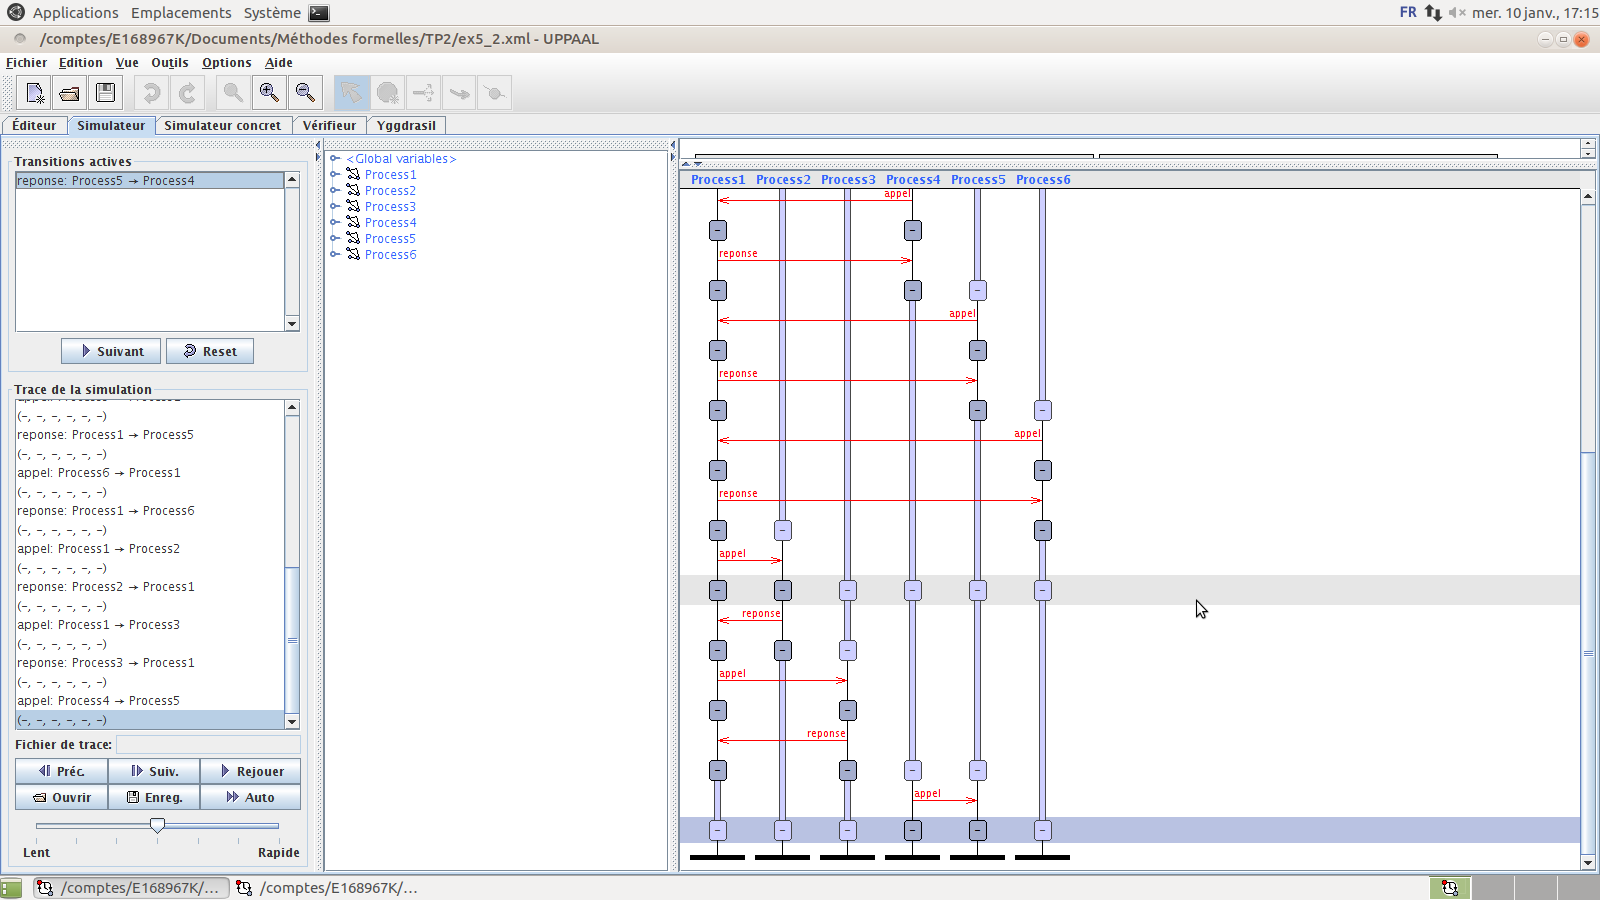 Applications Emplacements Système FR mer. 10 janv., 17:15
/comptes/E168967K/Documents/Méthodes formelles/TP2/ex5_2.xml - UPPAAL
Fichier Edition Vue Outils Options Aide
Éditeur Simulateur Simulateur concret Vérifieur Yggdrasil
Transitions actives
reponse: Process5 → Process4
Suivant Reset
Trace de la simulation
(-, -, -, -, -, -)
reponse: Process1 → Process5
(-, -, -, -, -, -)
appel: Process6 → Process1
(-, -, -, -, -, -)
reponse: Process1 → Process6
(-, -, -, -, -, -)
appel: Process1 → Process2
(-, -, -, -, -, -)
reponse: Process2 → Process1
(-, -, -, -, -, -)
appel: Process1 → Process3
(-, -, -, -, -, -)
reponse: Process3 → Process1
(-, -, -, -, -, -)
appel: Process4 → Process5
(-, -, -, -, -, -)
Fichier de trace:
Préc. Suiv. Rejouer
Ouvrir Enreg. Auto
Lent Rapide
<Global variables>
Process1
Process2
Process3
Process4
Process5
Process6
Process1 Process2 Process3 Process4 Process5 Process6
appel
reponse
appel
reponse
appel
reponse
appel
reponse
appel
reponse
appel
/comptes/E168967K/... /comptes/E168967K/...